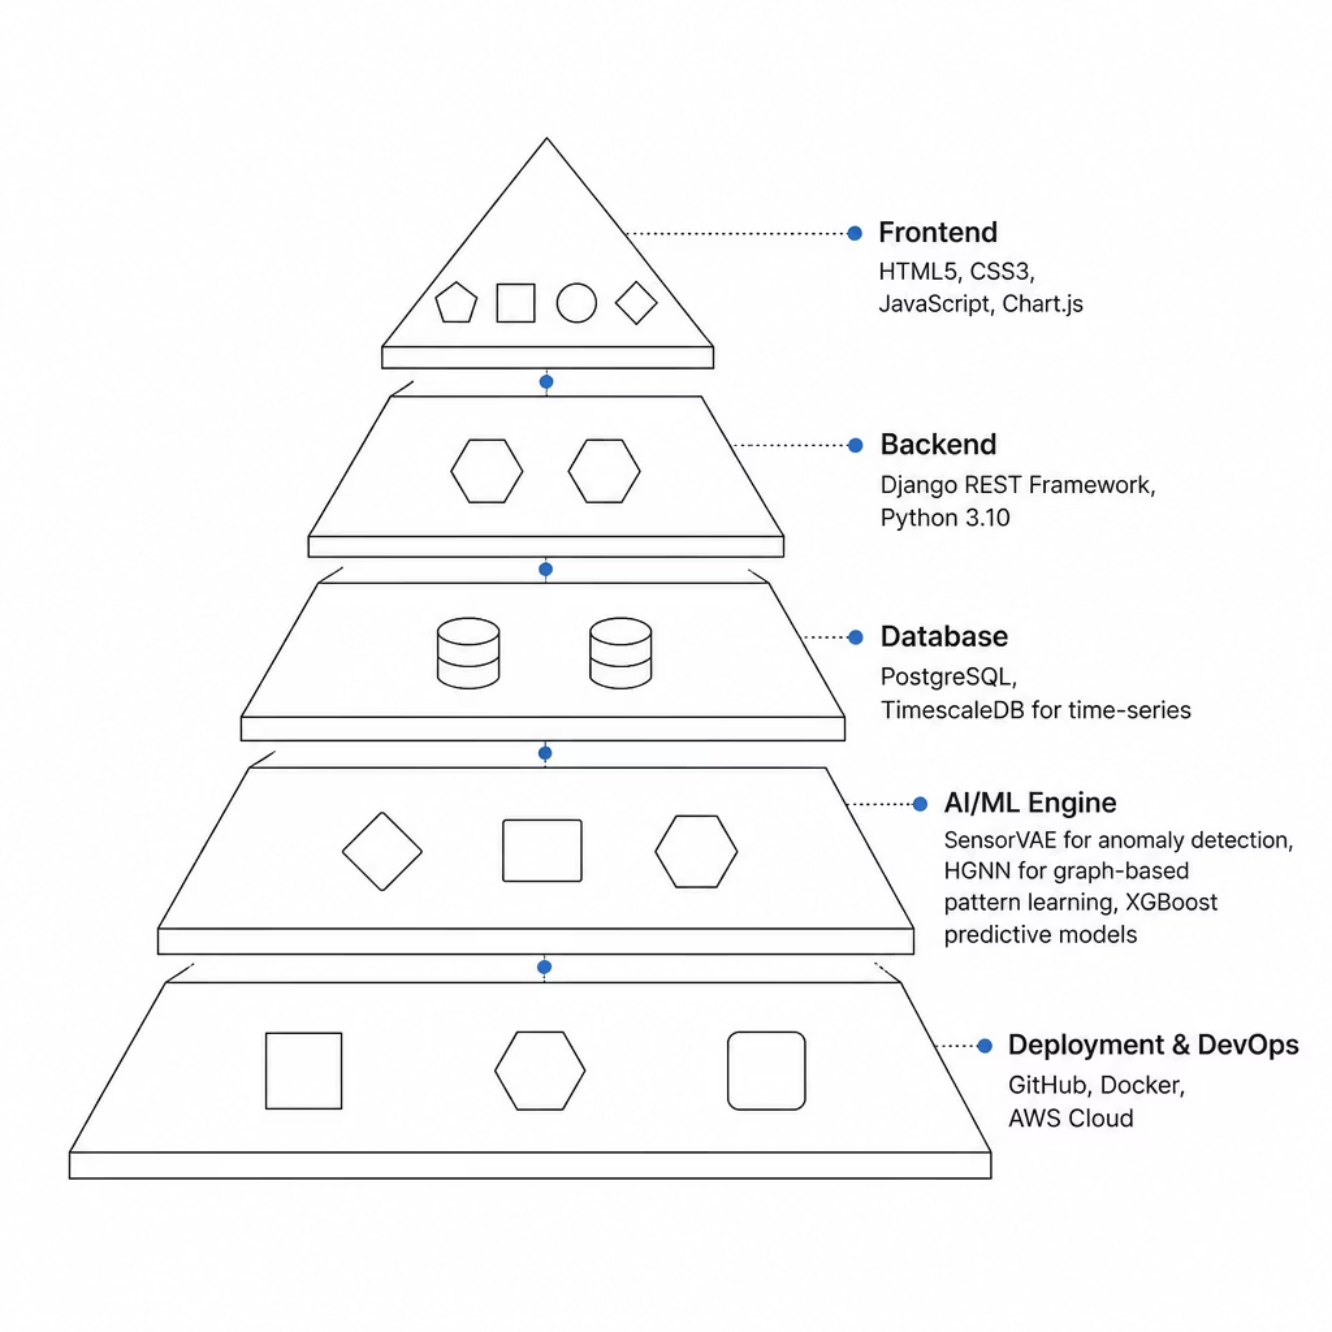 Frontend
HTML5, CSS3,
JavaScript, Chart.js
Backend
Django REST Framework,
Python 3.10
Database
PostgreSQL,
TimescaleDB for time-series
AI/ML Engine
SensorVAE for anomaly detection,
HGNN for graph-based
pattern learning, XGBoost
predictive models
Deployment & DevOps
GitHub, Docker,
AWS Cloud